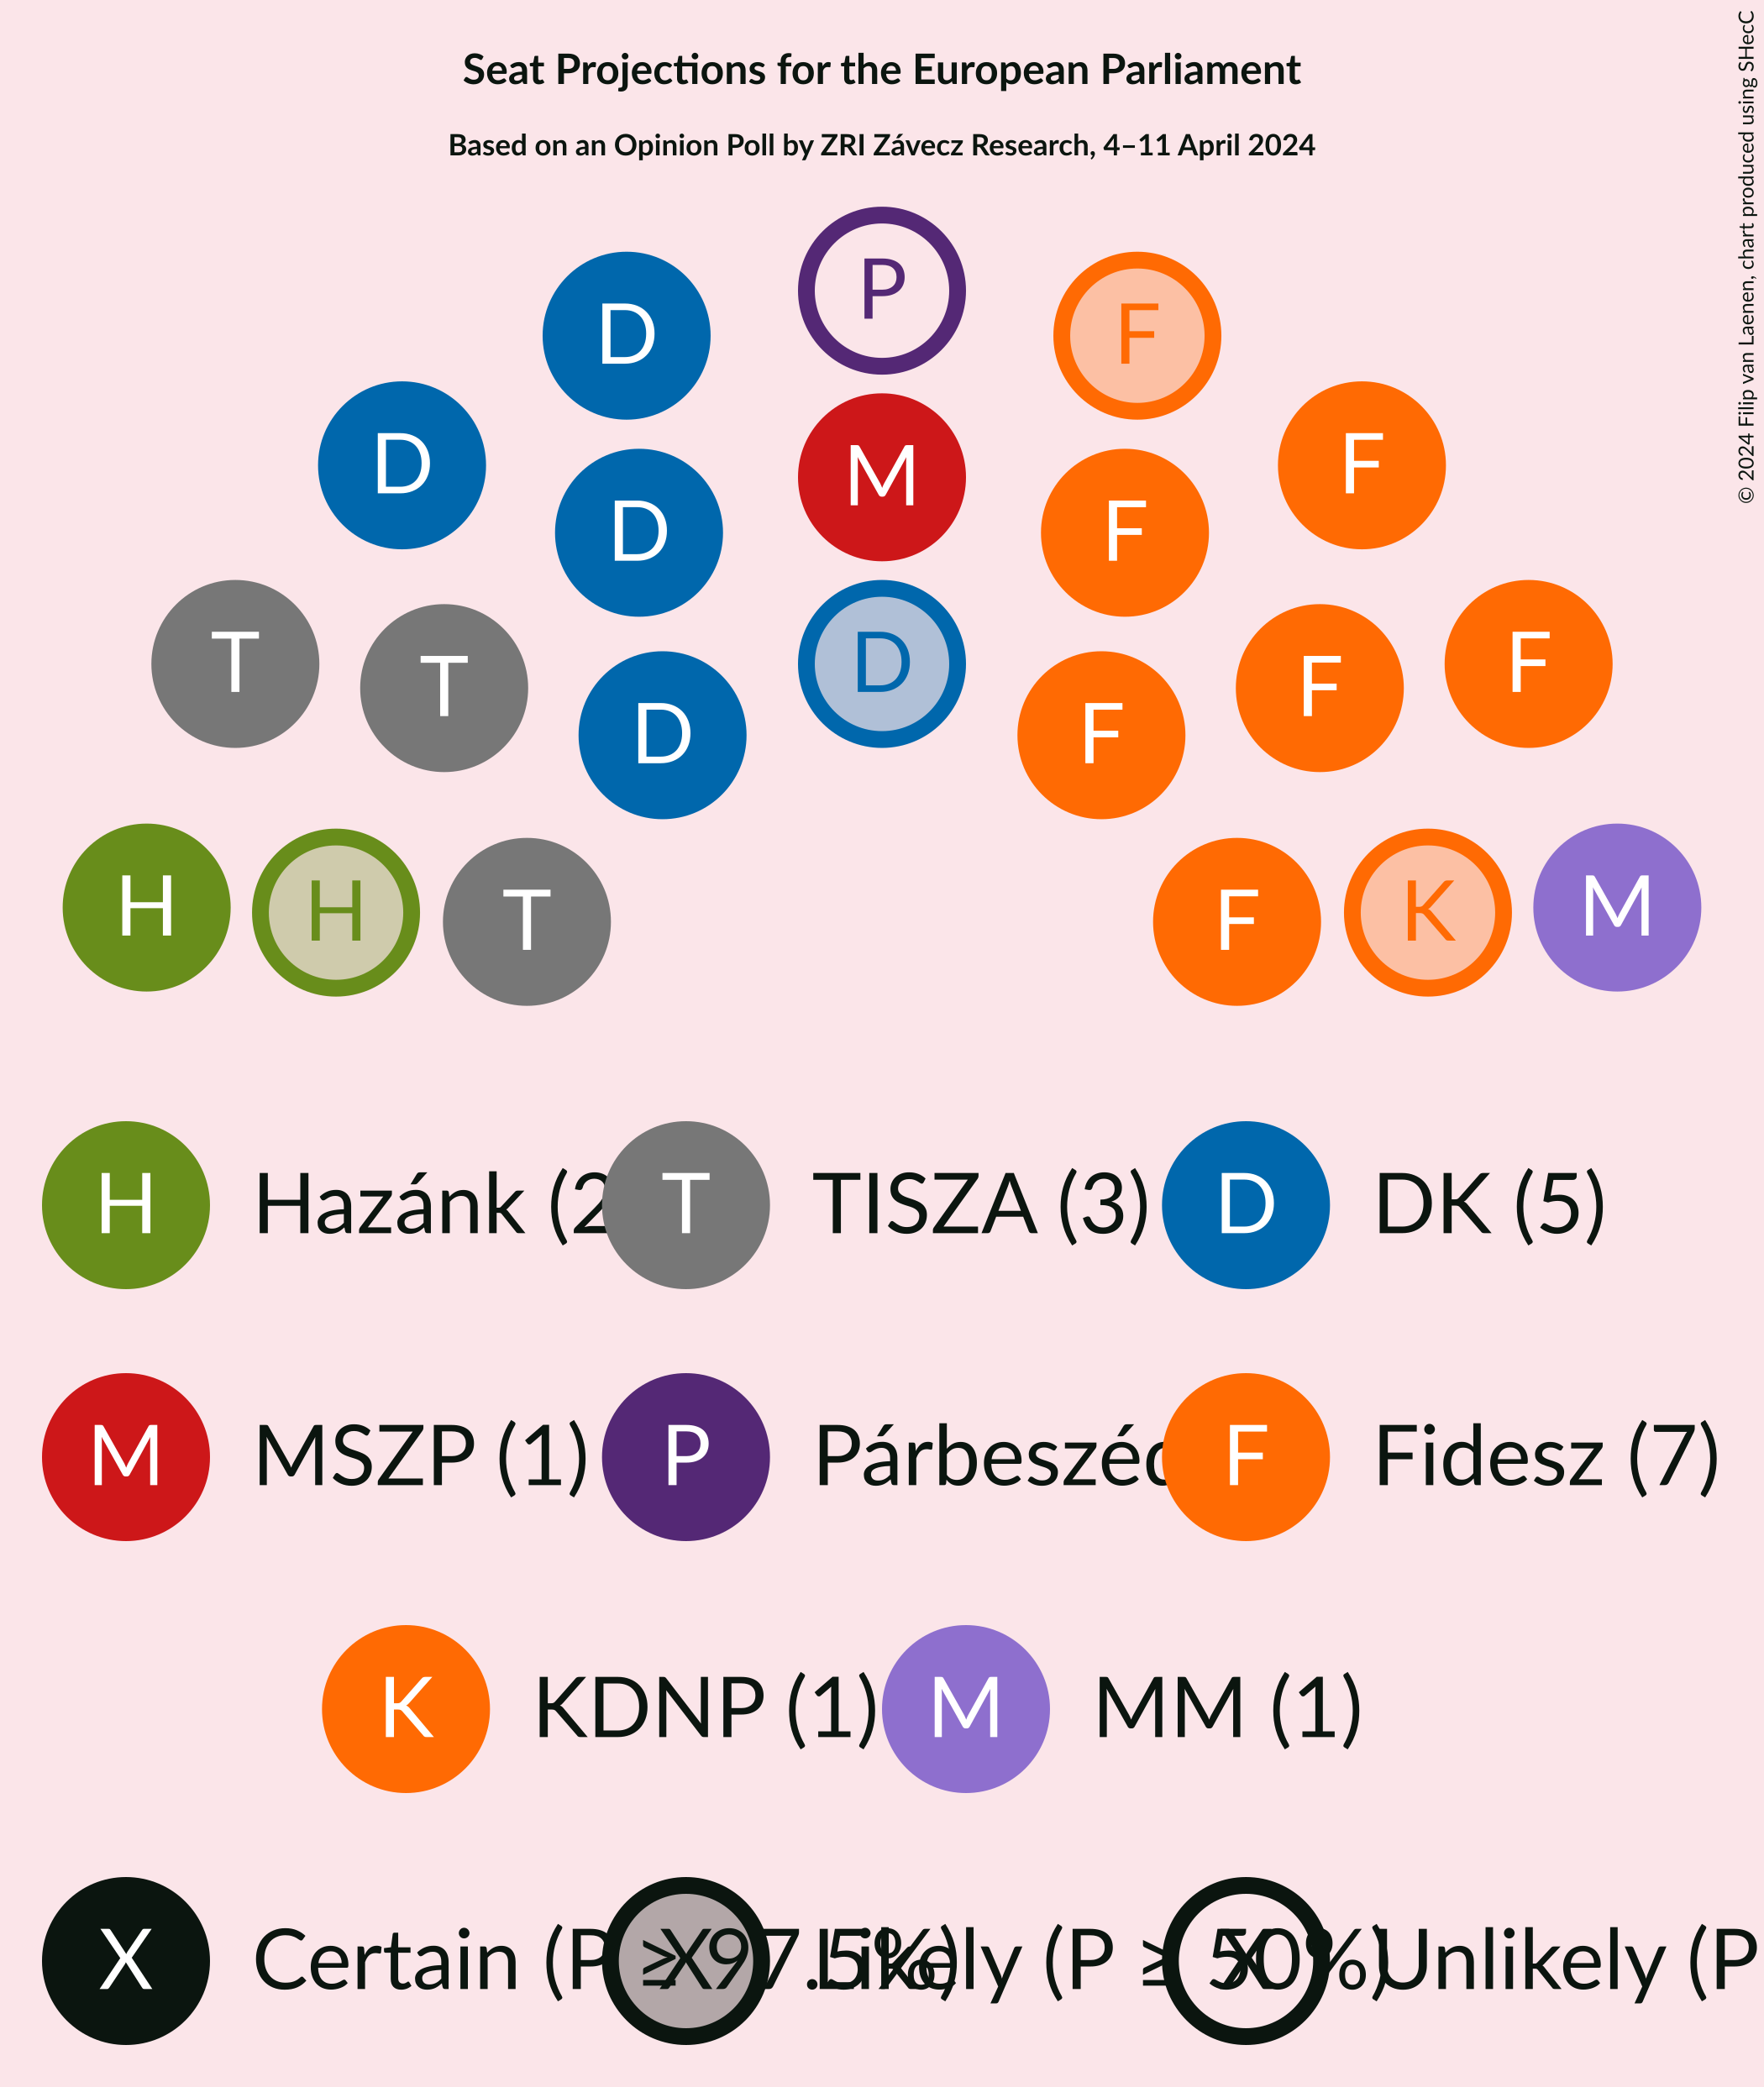 Seat Projections for the European Parliament
Based on an Opinion Poll by ZRI Závecz Research, 4–11 April 2024
© 2024 Filip van Laenen, chart produced using SHecC
P
D F
D M F
D F
T D F
T D F F F
H H T F K M
H Hazánk (2 T TISZA (3) D DK (5)
M MSZP (1) P Párbeszéd F Fidesz (7)
K KDNP (1) M MM (1)
X Certain (P ≥ 97.5%) X Likely (P ≥ 50%) X Unlikely (P